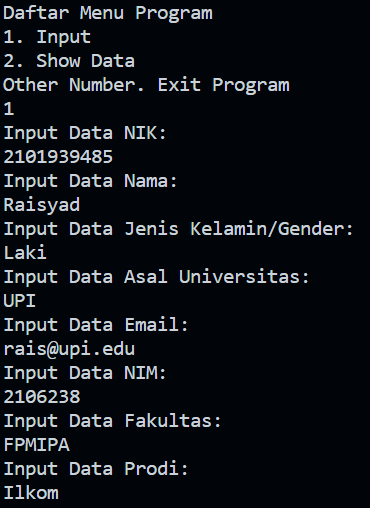 Daftar Menu Program
1. Input
2. Show Data
Other Number. Exit Program
1
Input Data NIK:
2101939485
Input Data Nama:
Raisyad
Input Data Jenis Kelamin/Gender:
Laki
Input Data Asal Universitas:
UPI
Input Data Email:
rais@upi.edu
Input Data NIM:
2106238
Input Data Fakultas:
FPMIPA
Input Data Prodi:
Ilkom